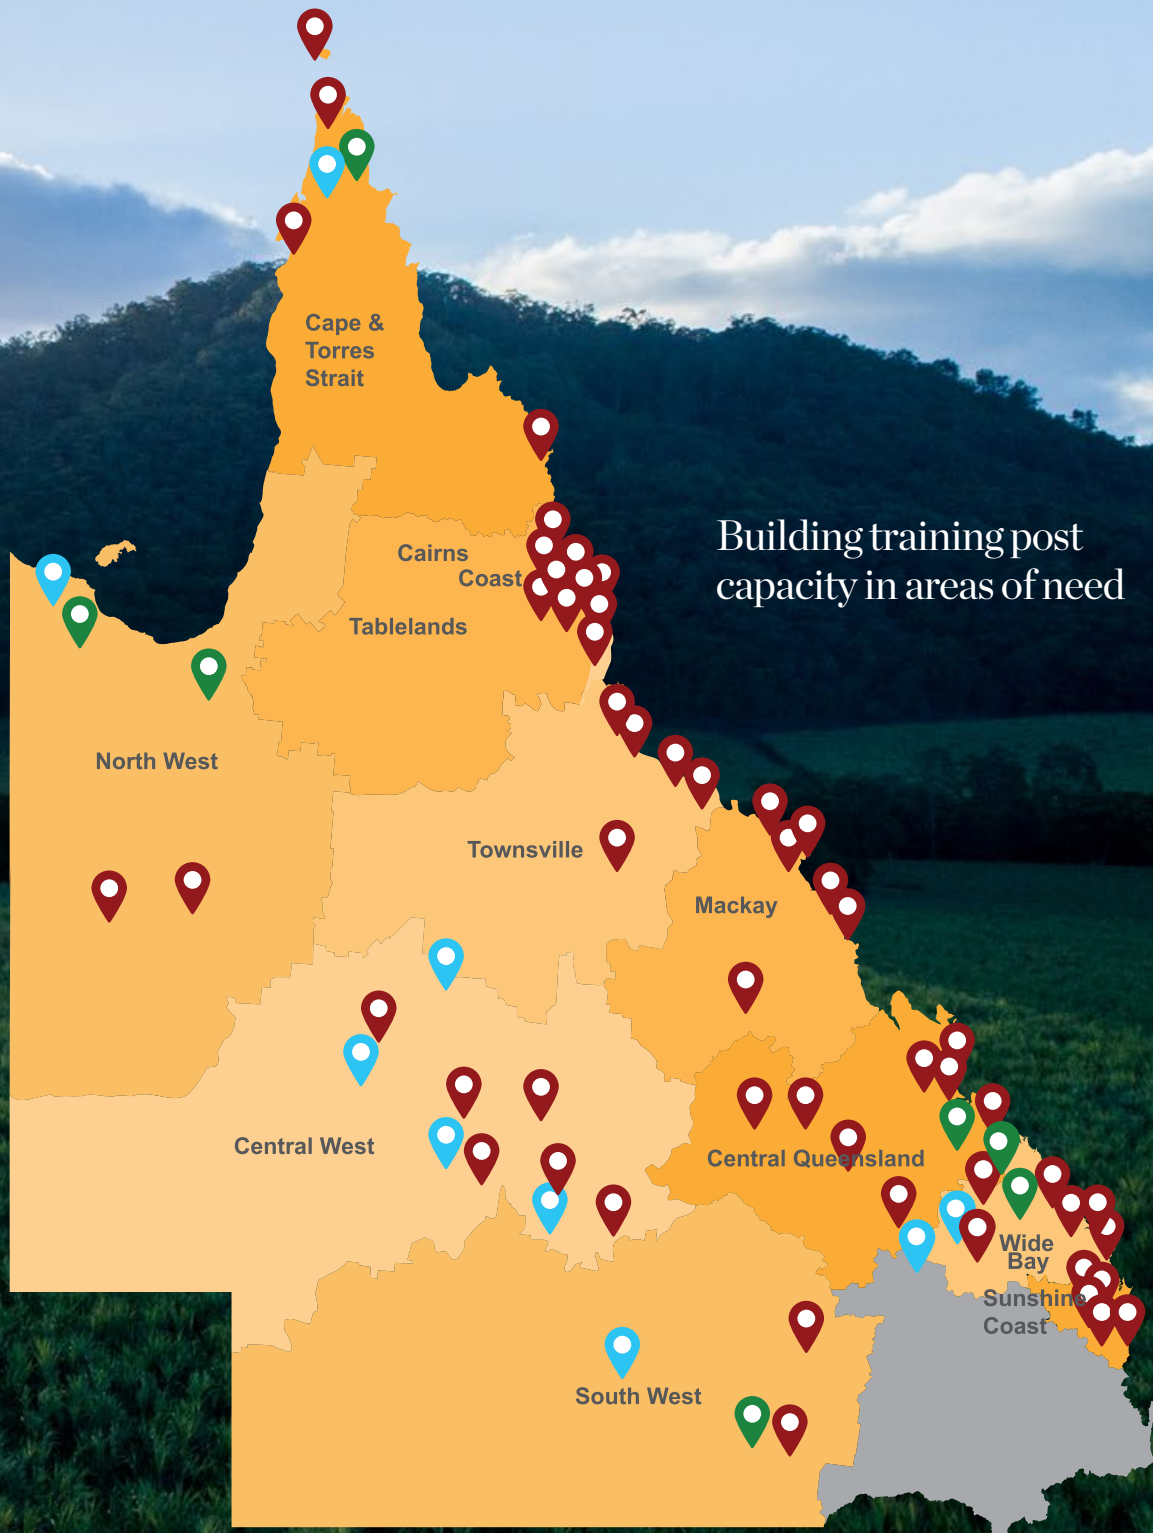 Cape &
Torres
Strait
Building training post
capacity in areas of need
Cairns
Coast
Tablelands
North West
Townsville
Mackay
Central West
Central Queensland
Wide
Bay
Sunshine
Coast
South West